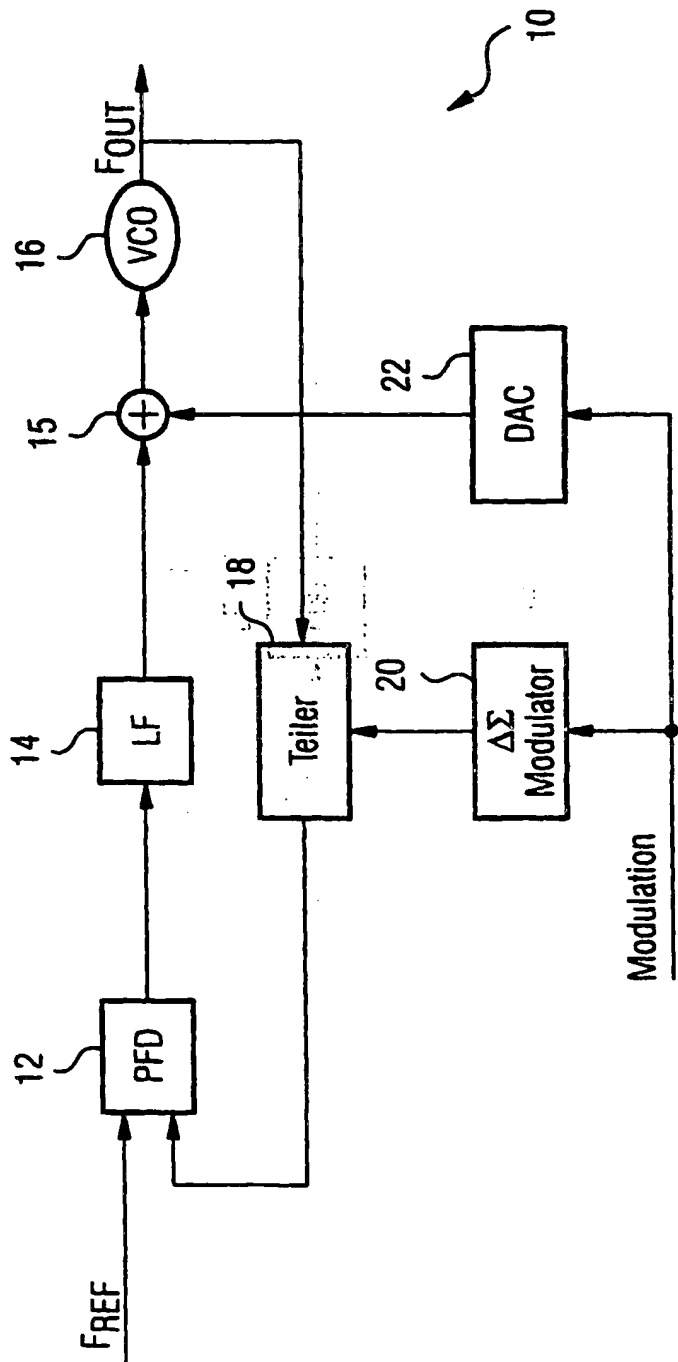 F_REF
12
PFD
14
LF
15
+
16
VCO
F_OUT
18
Teiler
20
ΔΣ
Modulator
22
DAC
Modulation
10